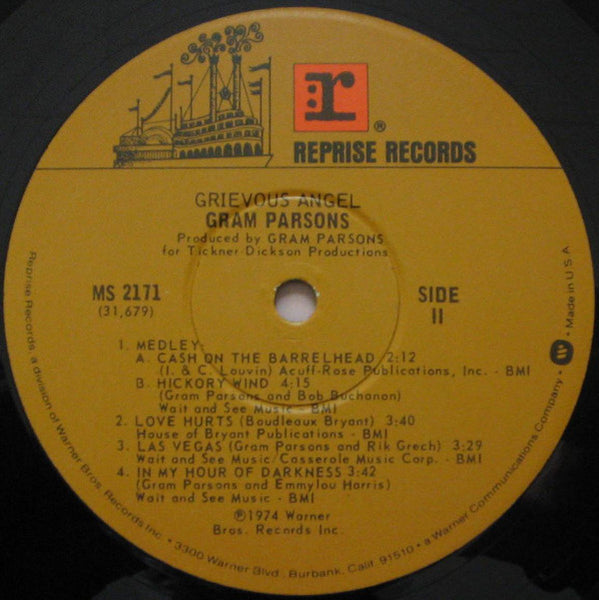 r
®
REPRISE RECORDS
GRIEVOUS ANGEL
GRAM PARSONS
Produced by GRAM PARSONS
for Tickner-Dickson Productions
MS 2171
(31,679)
SIDE
II
1. MEDLEY:
A. CASH ON THE BARRELHEAD 2:12
(I. & C. Louvin) Acuff-Rose Publications, Inc. - BMI
B. HICKORY WIND 4:15
(Gram Parsons and Bob Buchanon)
Wait and See Music - BMI
2. LOVE HURTS (Boudleaux Bryant) 3:40
House of Bryant Publications - BMI
3. LAS VEGAS (Gram Parsons and Rik Grech) 3:29
Wait and See Music/Casserole Music Corp. - BMI
4. IN MY HOUR OF DARKNESS 3:42
(Gram Parsons and Emmylou Harris)
Wait and See Music - BMI
℗1974 Warner
Bros. Records Inc.
Reprise Records, a division of Warner Bros. Records Inc. • 3300 Warner Blvd., Burbank, Calif. 91510 • a Warner Communications Company • W • Made in U S A